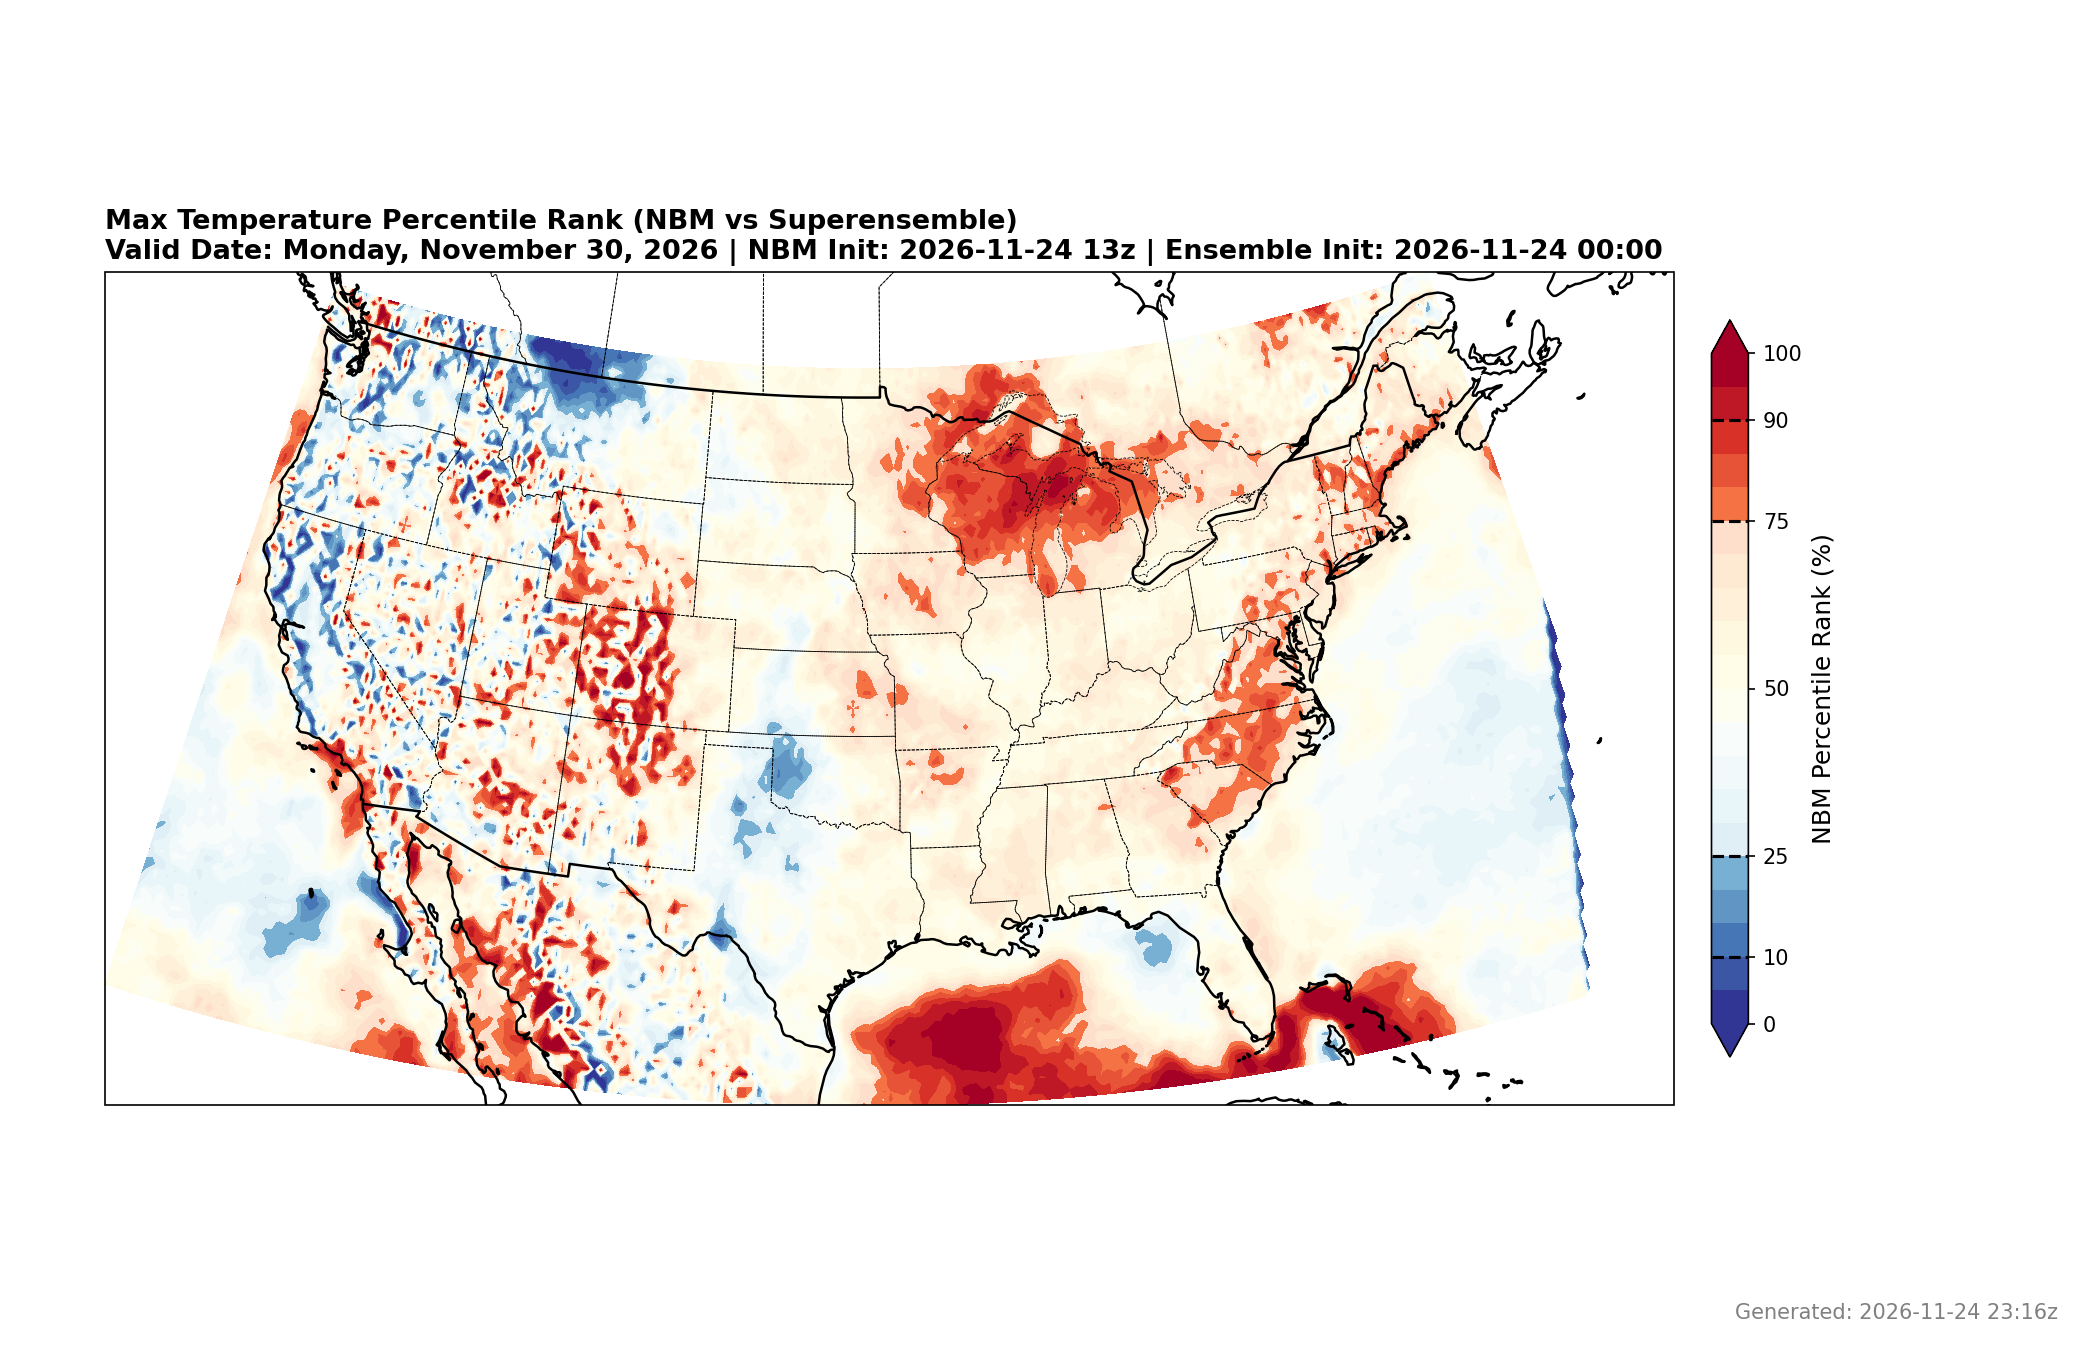 Max Temperature Percentile Rank (NBM vs Superensemble)
Valid Date: Monday, November 30, 2026 | NBM Init: 2026-11-24 13z | Ensemble Init: 2026-11-24 00:00
100
90
75
50
25
10
0
NBM Percentile Rank (%)
Generated: 2026-11-24 23:16z